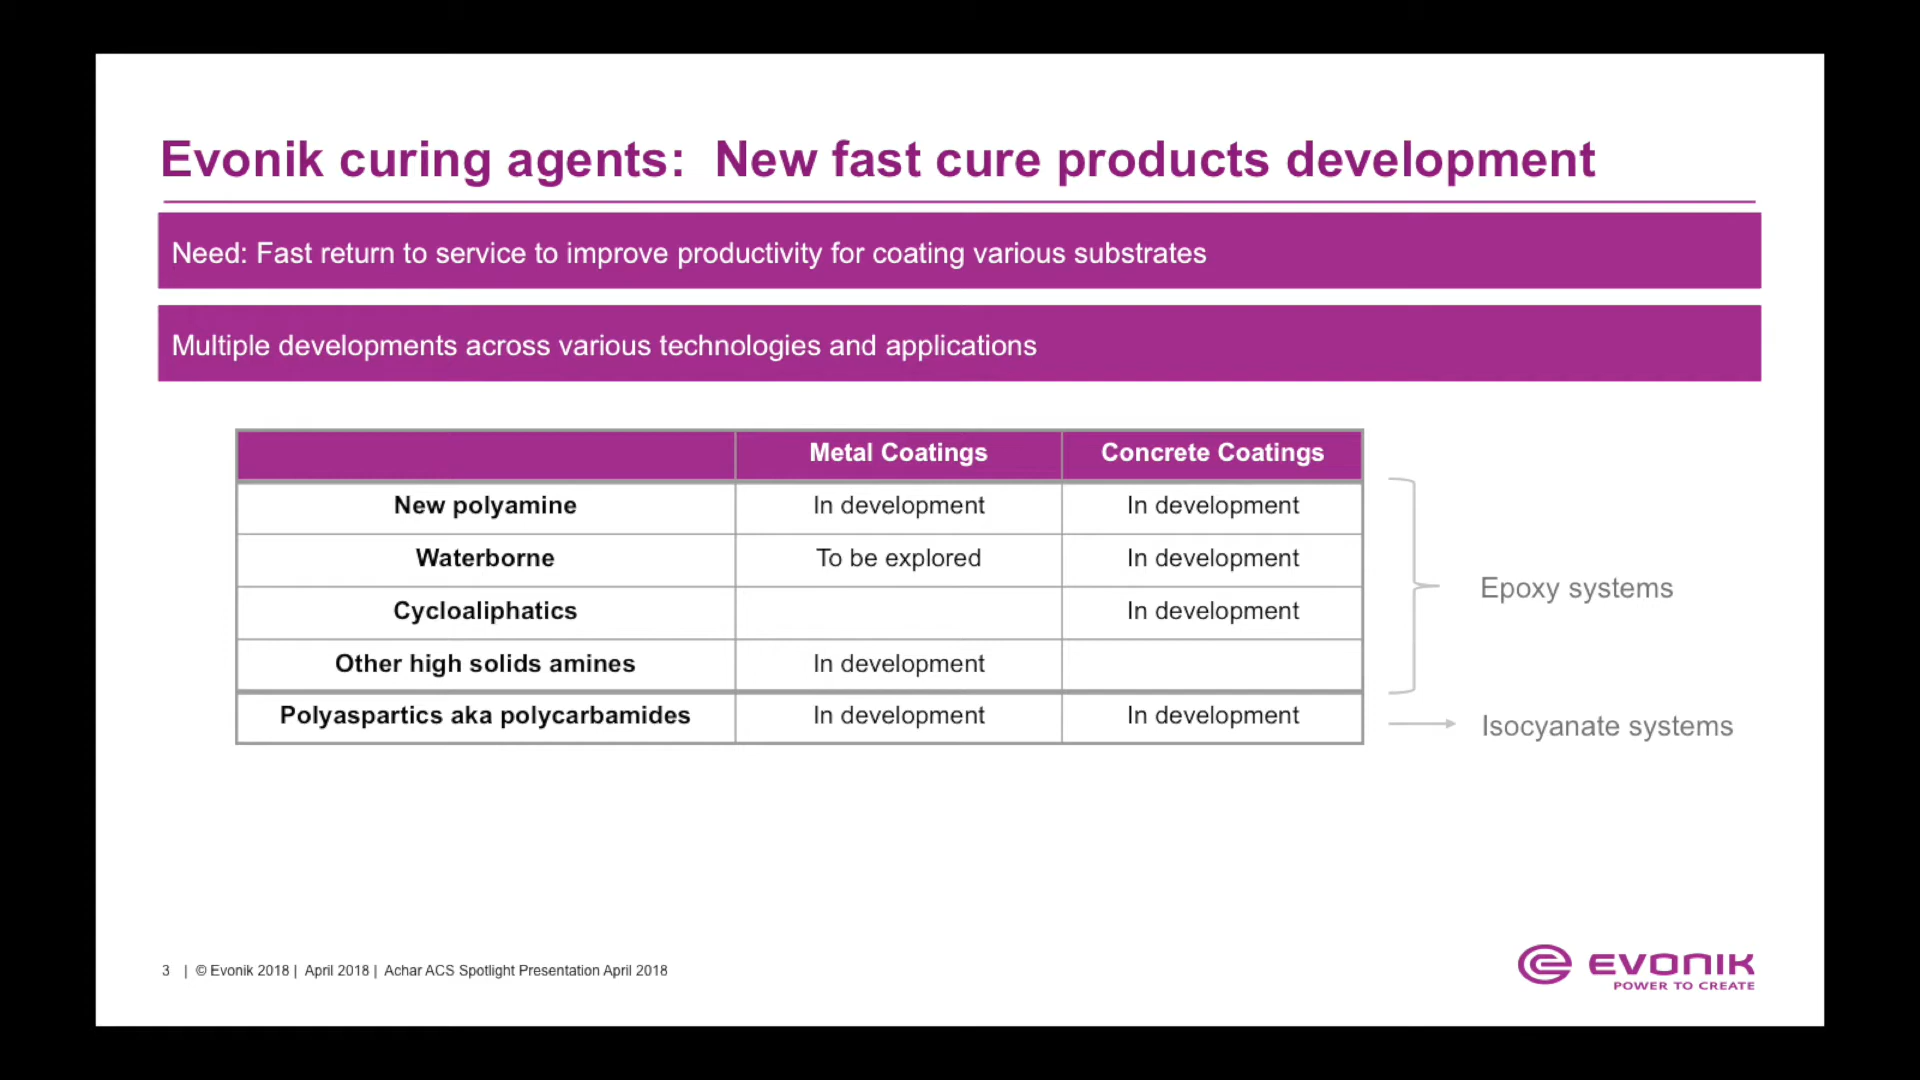 Evonik curing agents: New fast cure products development
Need: Fast return to service to improve productivity for coating various substrates
Multiple developments across various technologies and applications
Metal Coatings Concrete Coatings
New polyamine In development In development
Waterborne To be explored In development
Cycloaliphatics In development
Other high solids amines In development
Polyaspartics aka polycarbamides In development In development
Epoxy systems
Isocyanate systems
3 | © Evonik 2018 | April 2018 | Achar ACS Spotlight Presentation April 2018
EVONIK
POWER TO CREATE